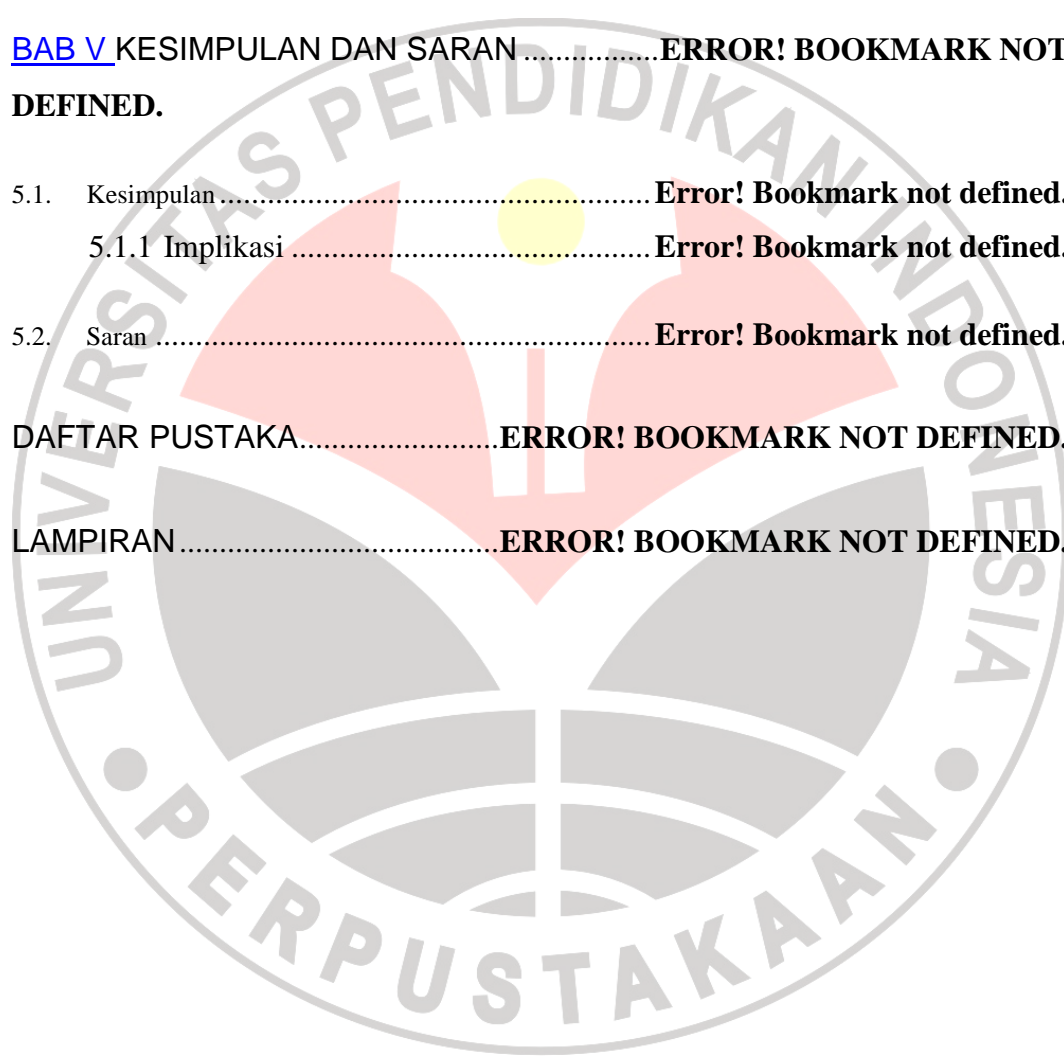 BAB V KESIMPULAN DAN SARAN .................ERROR! BOOKMARK NOT
DEFINED.
5.1. Kesimpulan ........................................................ Error! Bookmark not defined.
5.1.1 Implikasi .............................................. Error! Bookmark not defined.
5.2. Saran ................................................................ Error! Bookmark not defined.
DAFTAR PUSTAKA.........................ERROR! BOOKMARK NOT DEFINED.
LAMPIRAN ......................................ERROR! BOOKMARK NOT DEFINED.
UNIVERSITAS PENDIDIKAN INDONESIA
PERPUSTAKAAN